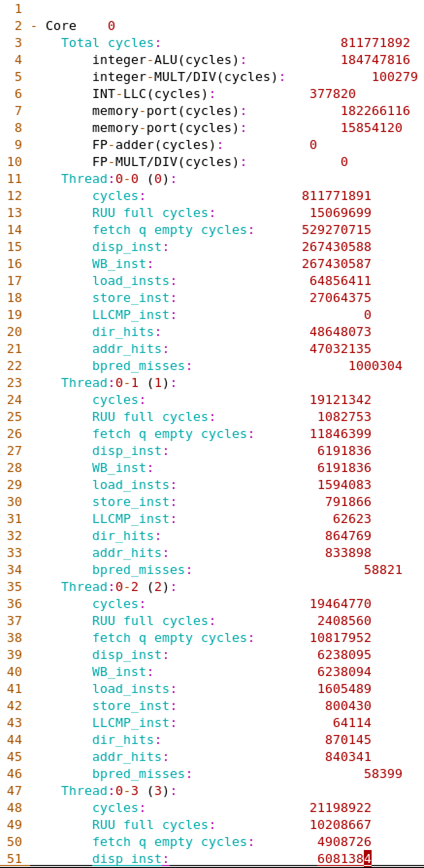 1
2 - Core    0
3     Total cycles:                       811771892
4         integer-ALU(cycles):            184747816
5         integer-MULT/DIV(cycles):           100279
6         INT-LLC(cycles):            377820
7         memory-port(cycles):            182266116
8         memory-port(cycles):            15854120
9         FP-adder(cycles):           0
10         FP-MULT/DIV(cycles):            0
11     Thread:0-0 (0):
12         cycles:                    811771891
13         RUU full cycles:            15069699
14         fetch q empty cycles:      529270715
15         disp_inst:                 267430588
16         WB_inst:                   267430587
17         load_insts:                 64856411
18         store_inst:                 27064375
19         LLCMP_inst:                        0
20         dir_hits:                   48648073
21         addr_hits:                  47032135
22         bpred_misses:                    1000304
23     Thread:0-1 (1):
24         cycles:                     19121342
25         RUU full cycles:             1082753
26         fetch q empty cycles:       11846399
27         disp_inst:                   6191836
28         WB_inst:                     6191836
29         load_insts:                  1594083
30         store_inst:                   791866
31         LLCMP_inst:                    62623
32         dir_hits:                     864769
33         addr_hits:                    833898
34         bpred_misses:                      58821
35     Thread:0-2 (2):
36         cycles:                     19464770
37         RUU full cycles:             2408560
38         fetch q empty cycles:       10817952
39         disp_inst:                   6238095
40         WB_inst:                     6238094
41         load_insts:                  1605489
42         store_inst:                   800430
43         LLCMP_inst:                    64114
44         dir_hits:                     870145
45         addr_hits:                    840341
46         bpred_misses:                      58399
47     Thread:0-3 (3):
48         cycles:                     21198922
49         RUU full cycles:            10208667
50         fetch q empty cycles:        4908726
51         disp_inst:                   6081384